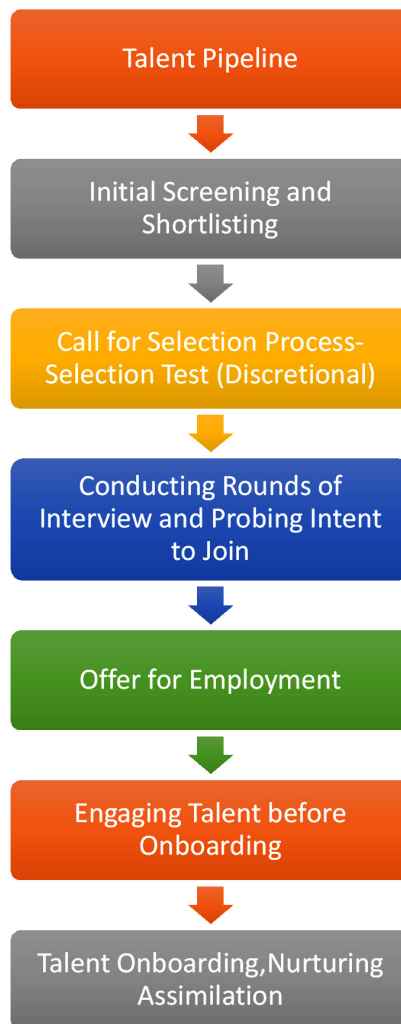 Talent Pipeline
Initial Screening and
Shortlisting
Call for Selection Process-
Selection Test (Discretional)
Conducting Rounds of
Interview and Probing Intent
to Join
Offer for Employment
Engaging Talent before
Onboarding
Talent Onboarding,Nurturing
Assimilation